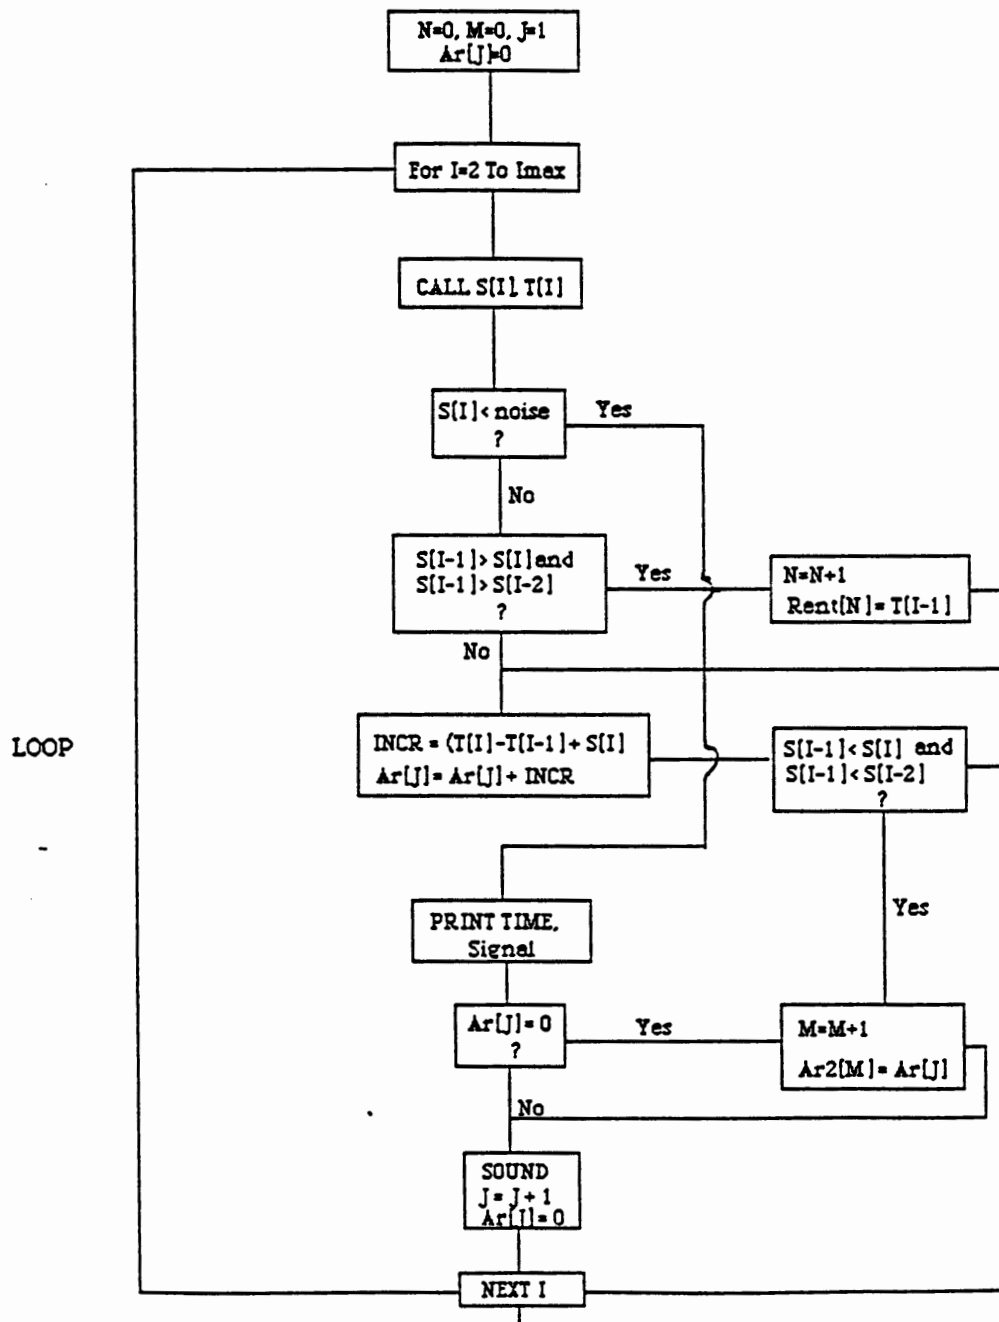 N=0, M=0, J=1
Ar[J]=0
For I=2 To Imax
CALL S[I], T[I]
S[I] < noise
?
Yes
No
S[I-1] > S[I] and
S[I-1] > S[I-2]
?
Yes
N=N+1
Rent[N] = T[I-1]
No
LOOP
INCR = (T[I]-T[I-1] + S[I]
Ar[J] = Ar[J] + INCR
S[I-1] < S[I] and
S[I-1] < S[I-2]
?
Yes
PRINT TIME,
Signal
Ar[J] = 0
?
Yes
M=M+1
Ar2[M] = Ar[J]
No
SOUND
J = J + 1
Ar[J] = 0
NEXT I